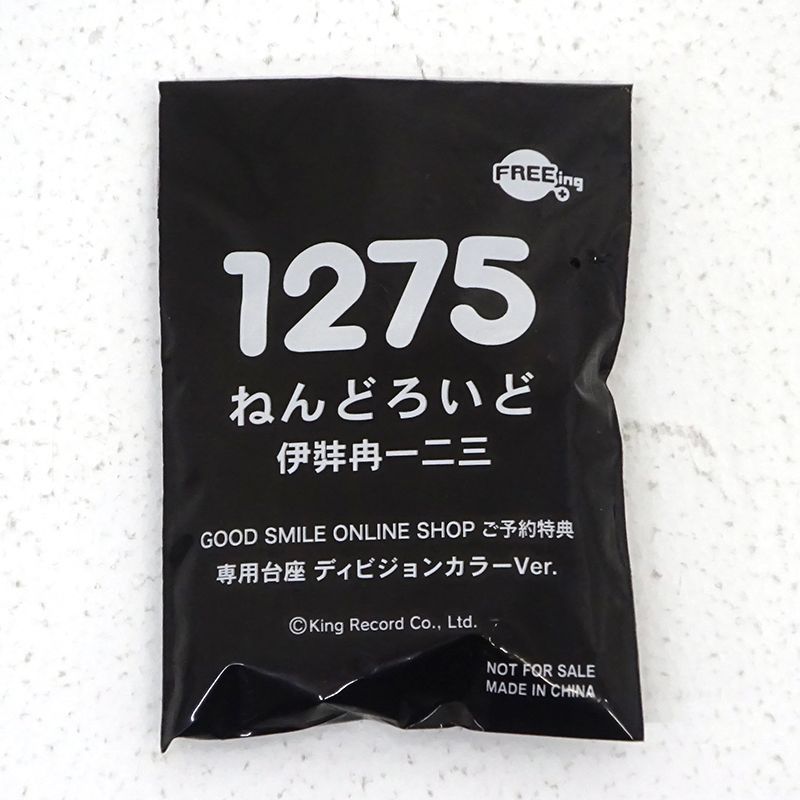 FREEing
1275
ねんどろいど
伊弉冉一二三
GOOD SMILE ONLINE SHOP ご予約特典
専用台座 ディビジョンカラーVer.
©King Record Co., Ltd.
NOT FOR SALE
MADE IN CHINA